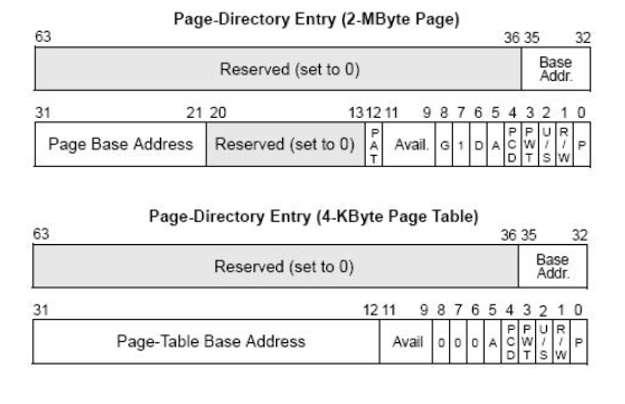 Page-Directory Entry (2-MByte Page)
63 36 35 32
Reserved (set to 0) Base Addr.
31 21 20 13 12 11 9 8 7 6 5 4 3 2 1 0
Page Base Address Reserved (set to 0) PAT Avail. G 1 D A PCD PWT U/S R/W P
Page-Directory Entry (4-KByte Page Table)
63 36 35 32
Reserved (set to 0) Base Addr.
31 12 11 9 8 7 6 5 4 3 2 1 0
Page-Table Base Address Avail 0 0 0 A PCD PWT U/S R/W P